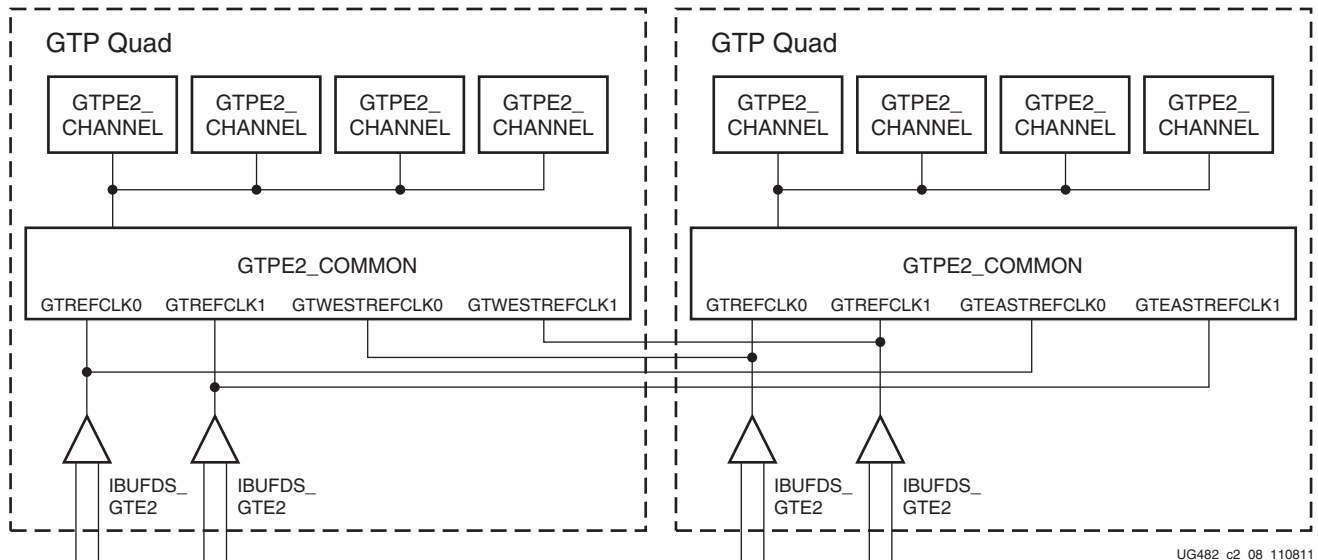 GTP Quad
GTPE2_
CHANNEL
GTPE2_
CHANNEL
GTPE2_
CHANNEL
GTPE2_
CHANNEL
GTPE2_COMMON
GTREFCLK0 GTREFCLK1 GTWESTREFCLK0 GTWESTREFCLK1
IBUFDS_
GTE2
IBUFDS_
GTE2
GTP Quad
GTPE2_
CHANNEL
GTPE2_
CHANNEL
GTPE2_
CHANNEL
GTPE2_
CHANNEL
GTPE2_COMMON
GTREFCLK0 GTREFCLK1 GTEASTREFCLK0 GTEASTREFCLK1
IBUFDS_
GTE2
IBUFDS_
GTE2
UG482_c2_08_110811